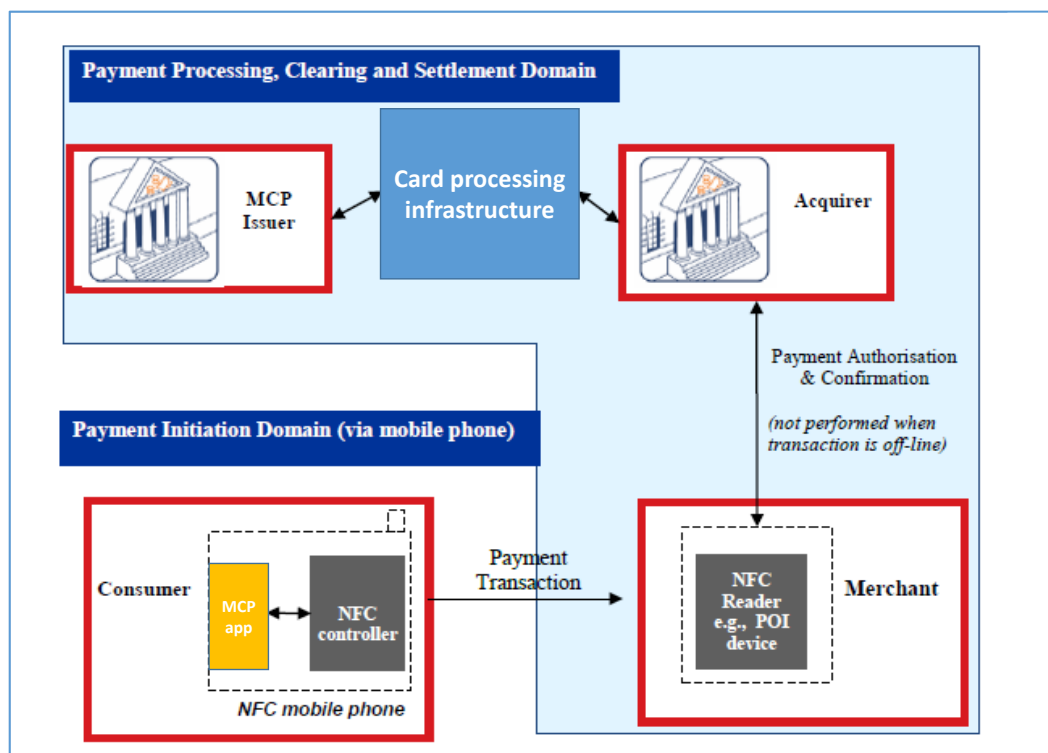 Payment Processing, Clearing and Settlement Domain
MCP
Issuer
Card processing
infrastructure
Acquirer
Payment Authorisation
& Confirmation
(not performed when
transaction is off-line)
Payment Initiation Domain (via mobile phone)
Consumer
MCP
app
NFC
controller
NFC mobile phone
Payment
Transaction
NFC
Reader
e.g., POI
device
Merchant